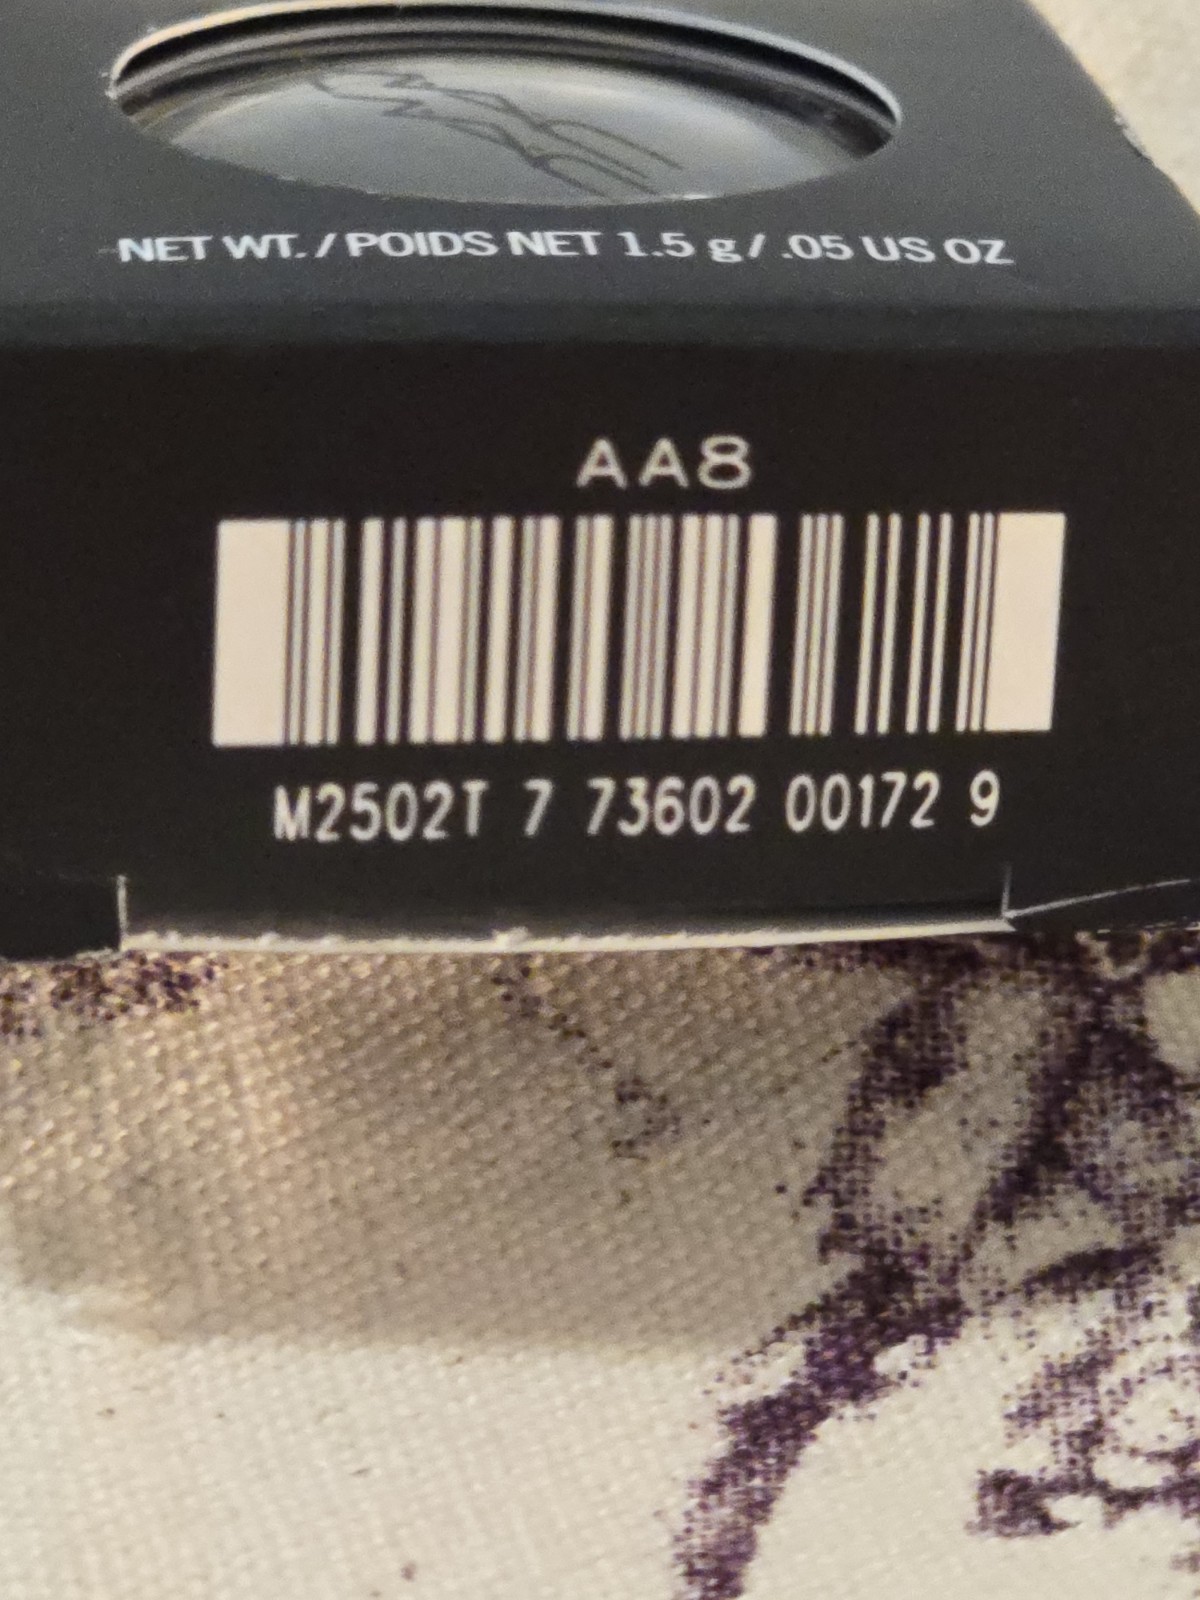 NET WT. / POIDS NET 1.5 g / .05 US OZ
AA8
M2502T 7 73602 00172 9